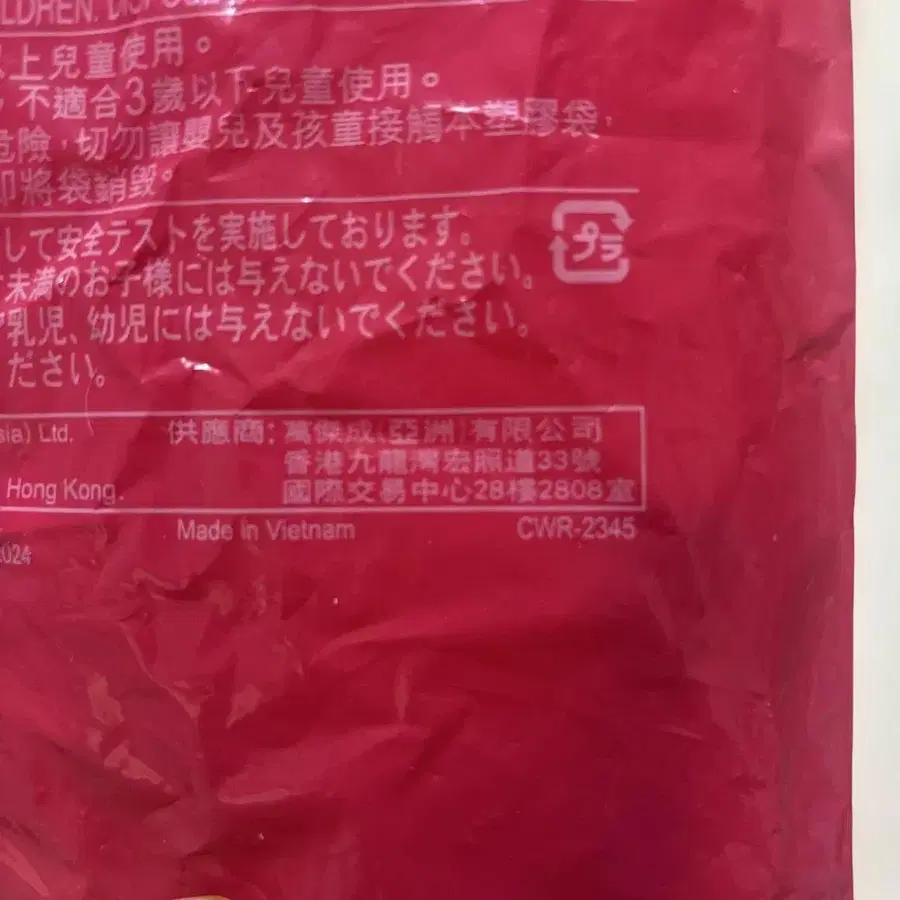 LDREN. DISPOSE
以上兒童使用。
不適合3歲以下兒童使用。
危險，切勿讓嬰兒及孩童接觸本塑膠袋，
即將袋銷毀。
して安全テストを実施しております。
未満のお子様には与えないでください。
乳児、幼児には与えないでください。
ださい。
プラ
sia) Ltd.
供應商：萬傑成(亞洲)有限公司
香港九龍灣宏照道33號
Hong Kong.
國際交易中心28樓2808室
Made in Vietnam
CWR-2345
2024